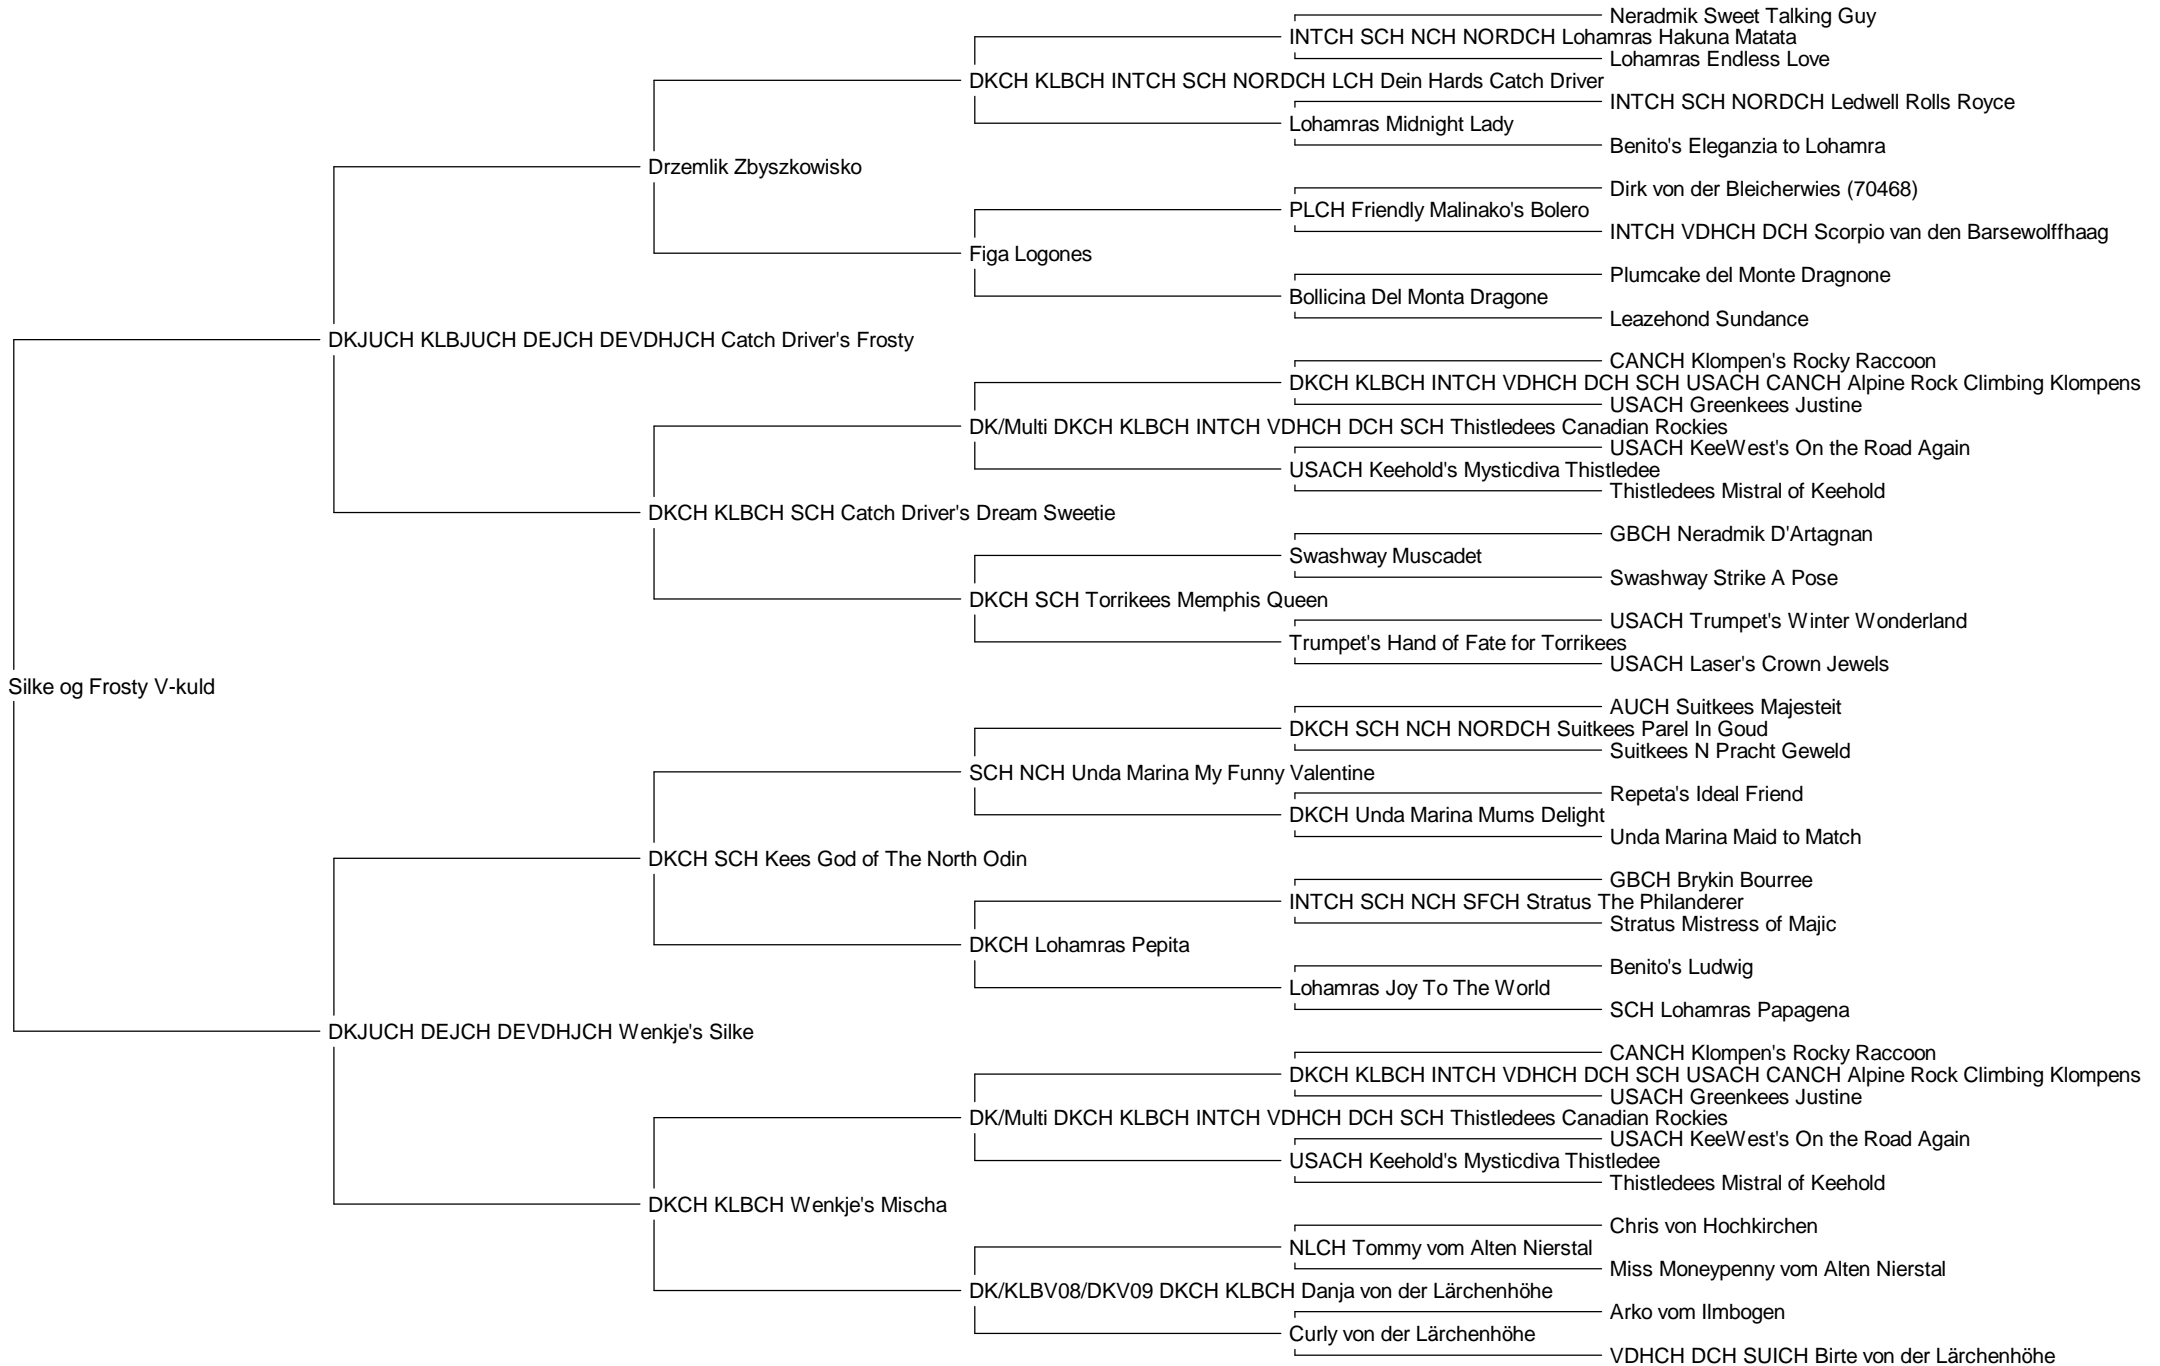 Neradmik Sweet Talking Guy
INTCH SCH NCH NORDCH Lohamras Hakuna Matata
Lohamras Endless Love
DKCH KLBCH INTCH SCH NORDCH LCH Dein Hards Catch Driver
INTCH SCH NORDCH Ledwell Rolls Royce
Lohamras Midnight Lady
Benito's Eleganzia to Lohamra
Drzemlik Zbyszkowisko
Dirk von der Bleicherwies (70468)
PLCH Friendly Malinako's Bolero
INTCH VDHCH DCH Scorpio van den Barsewolffhaag
Figa Logones
Plumcake del Monte Dragnone
Bollicina Del Monta Dragone
Leazehond Sundance
DKJUCH KLBJUCH DEJCH DEVDHJCH Catch Driver's Frosty
CANCH Klompen's Rocky Raccoon
DKCH KLBCH INTCH VDHCH DCH SCH USACH CANCH Alpine Rock Climbing Klompens
USACH Greenkees Justine
DK/Multi DKCH KLBCH INTCH VDHCH DCH SCH Thistledees Canadian Rockies
USACH KeeWest's On the Road Again
USACH Keehold's Mysticdiva Thistledee
Thistledees Mistral of Keehold
DKCH KLBCH SCH Catch Driver's Dream Sweetie
GBCH Neradmik D'Artagnan
Swashway Muscadet
Swashway Strike A Pose
DKCH SCH Torrikees Memphis Queen
USACH Trumpet's Winter Wonderland
Trumpet's Hand of Fate for Torrikees
USACH Laser's Crown Jewels
Silke og Frosty V-kuld
AUCH Suitkees Majesteit
DKCH SCH NCH NORDCH Suitkees Parel In Goud
Suitkees N Pracht Geweld
SCH NCH Unda Marina My Funny Valentine
Repeta's Ideal Friend
DKCH Unda Marina Mums Delight
Unda Marina Maid to Match
DKCH SCH Kees God of The North Odin
GBCH Brykin Bourree
INTCH SCH NCH SFCH Stratus The Philanderer
Stratus Mistress of Majic
DKCH Lohamras Pepita
Benito's Ludwig
Lohamras Joy To The World
SCH Lohamras Papagena
DKJUCH DEJCH DEVDHJCH Wenkje's Silke
CANCH Klompen's Rocky Raccoon
DKCH KLBCH INTCH VDHCH DCH SCH USACH CANCH Alpine Rock Climbing Klompens
USACH Greenkees Justine
DK/Multi DKCH KLBCH INTCH VDHCH DCH SCH Thistledees Canadian Rockies
USACH KeeWest's On the Road Again
USACH Keehold's Mysticdiva Thistledee
Thistledees Mistral of Keehold
DKCH KLBCH Wenkje's Mischa
Chris von Hochkirchen
NLCH Tommy vom Alten Nierstal
Miss Moneypenny vom Alten Nierstal
DK/KLBV08/DKV09 DKCH KLBCH Danja von der Lärchenhöhe
Arko vom Ilmbogen
Curly von der Lärchenhöhe
VDHCH DCH SUICH Birte von der Lärchenhöhe